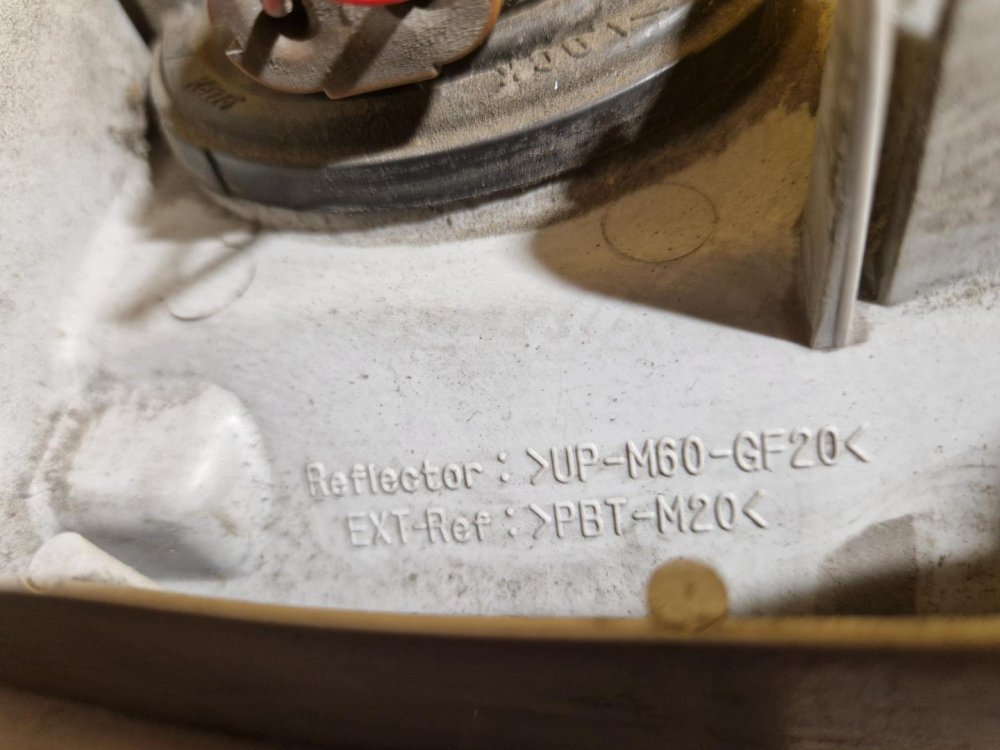 Reflector : >UP-M60-GF20<
EXT-Ref : >PBT-M20<